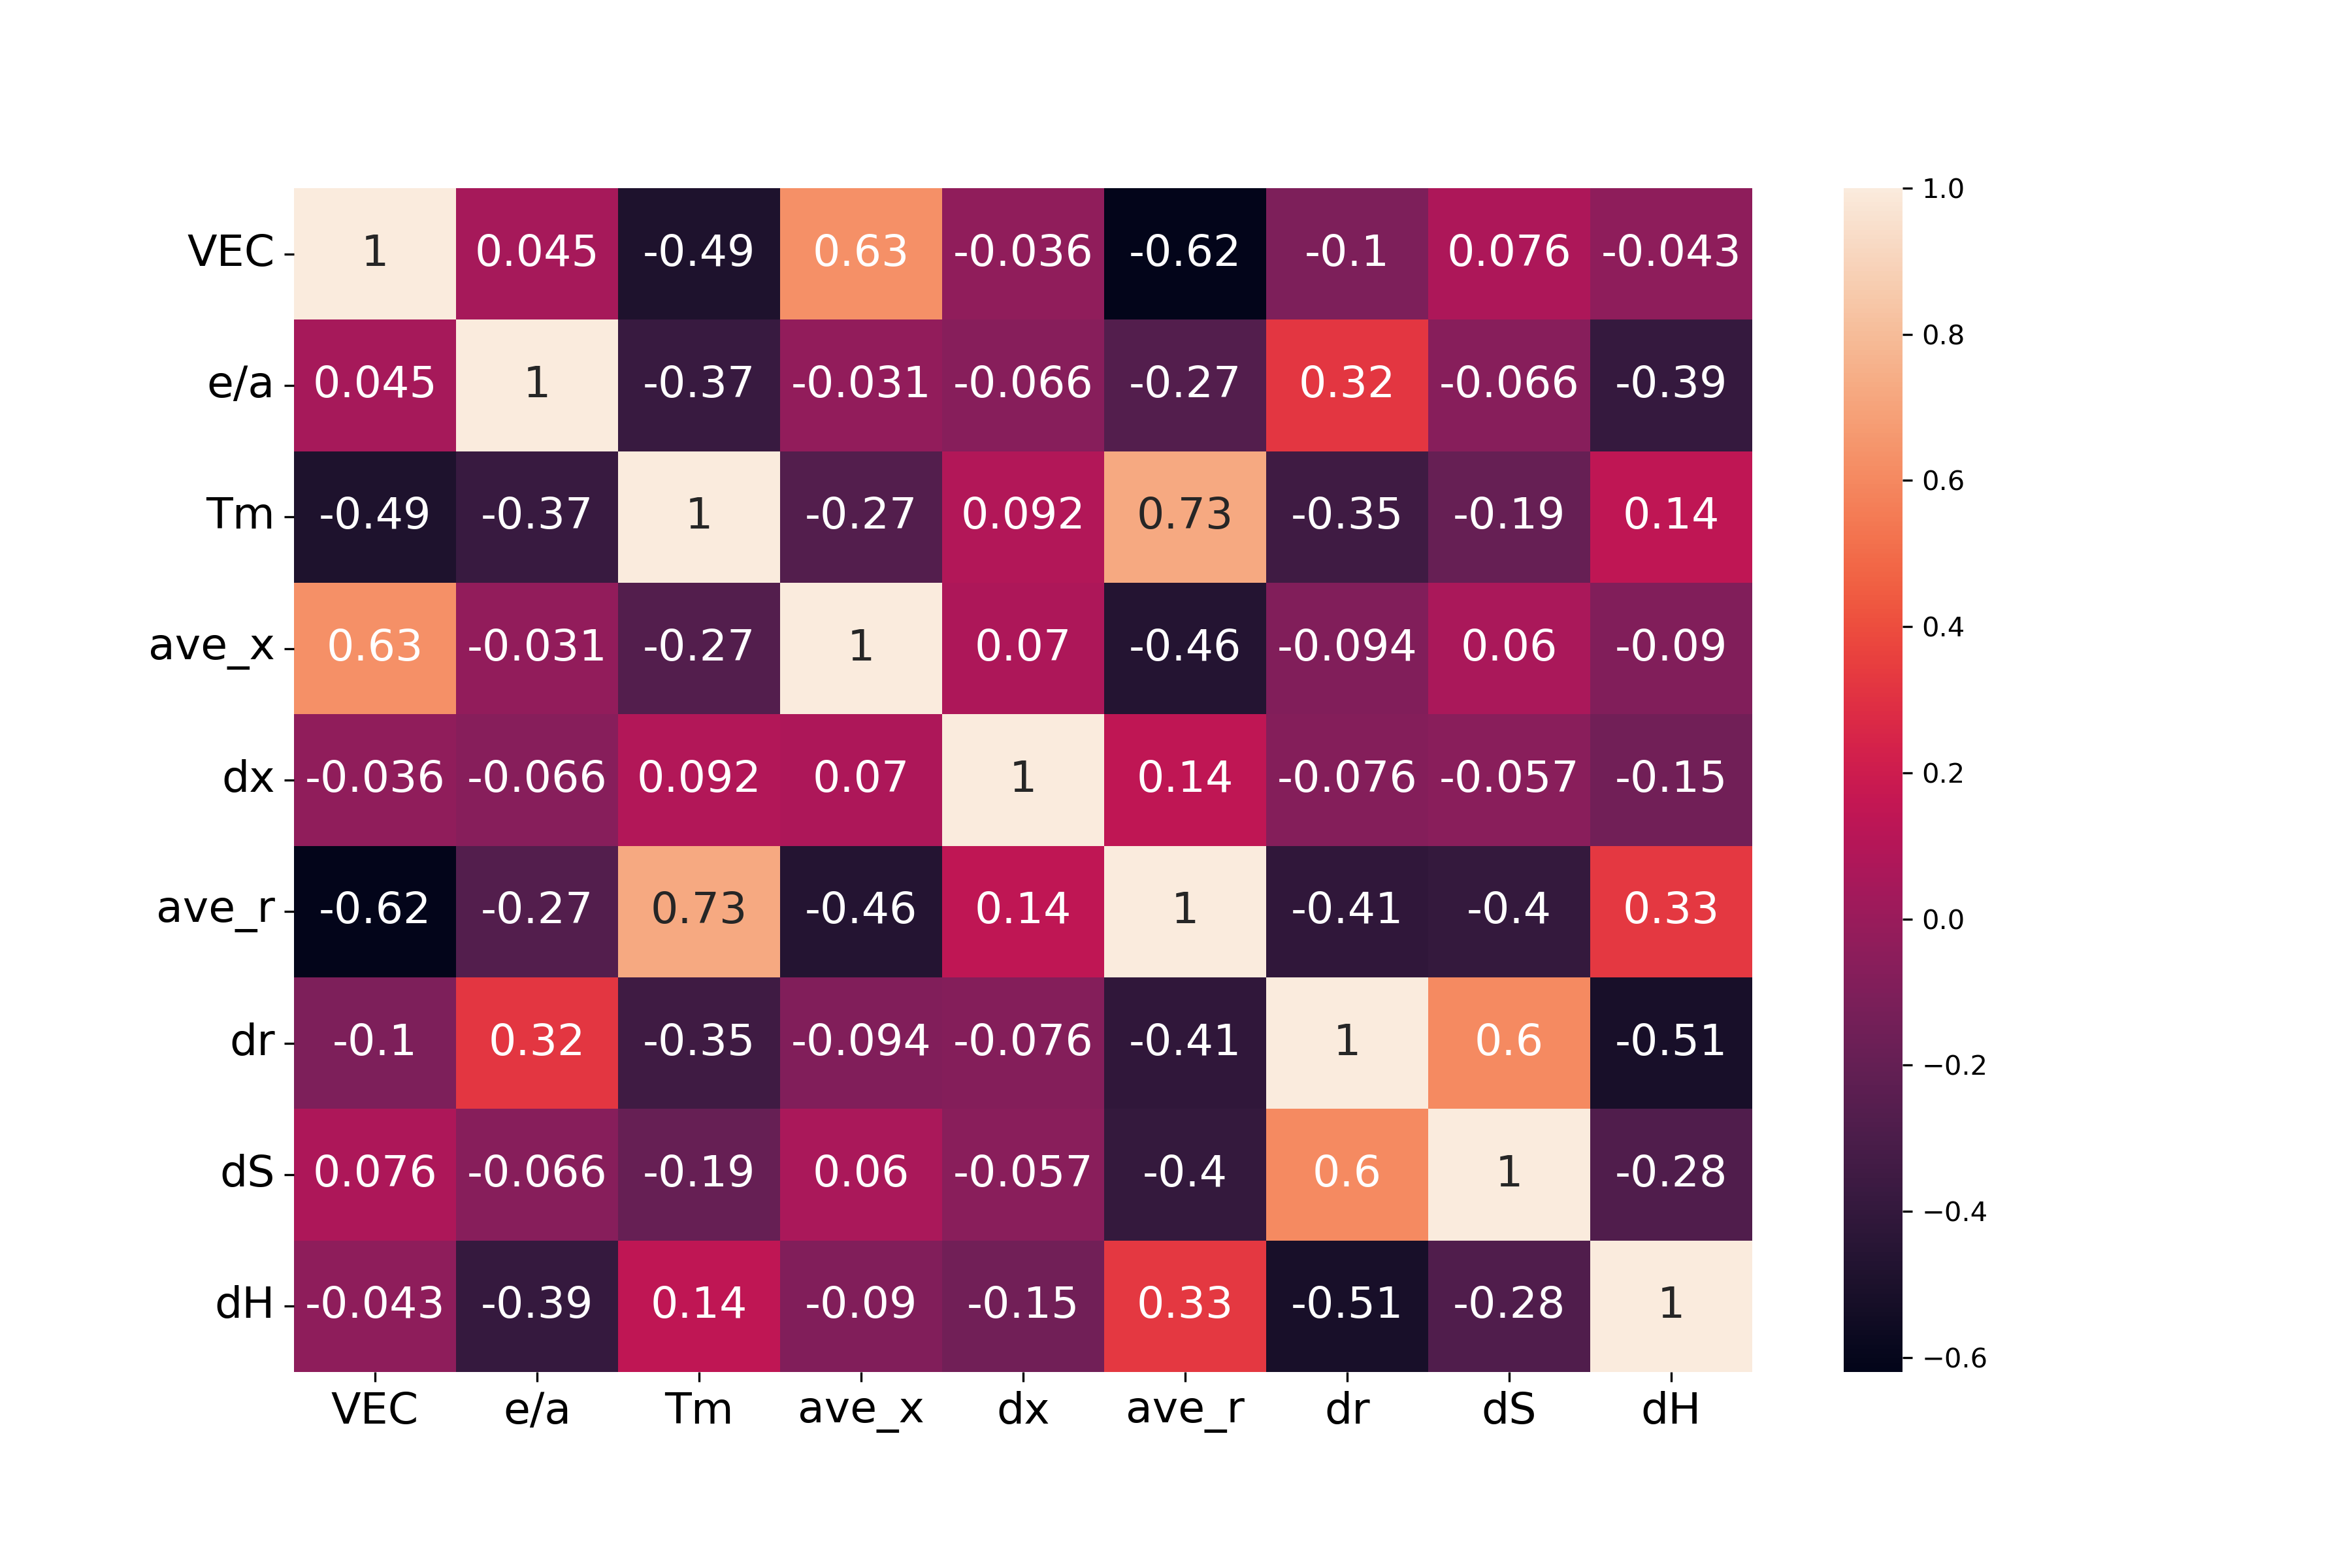 VEC 1 0.045 -0.49 0.63 -0.036 -0.62 -0.1 0.076 -0.043
e/a 0.045 1 -0.37 -0.031 -0.066 -0.27 0.32 -0.066 -0.39
Tm -0.49 -0.37 1 -0.27 0.092 0.73 -0.35 -0.19 0.14
ave_x 0.63 -0.031 -0.27 1 0.07 -0.46 -0.094 0.06 -0.09
dx -0.036 -0.066 0.092 0.07 1 0.14 -0.076 -0.057 -0.15
ave_r -0.62 -0.27 0.73 -0.46 0.14 1 -0.41 -0.4 0.33
dr -0.1 0.32 -0.35 -0.094 -0.076 -0.41 1 0.6 -0.51
dS 0.076 -0.066 -0.19 0.06 -0.057 -0.4 0.6 1 -0.28
dH -0.043 -0.39 0.14 -0.09 -0.15 0.33 -0.51 -0.28 1
VEC e/a Tm ave_x dx ave_r dr dS dH
1.0
0.8
0.6
0.4
0.2
0.0
−0.2
−0.4
−0.6